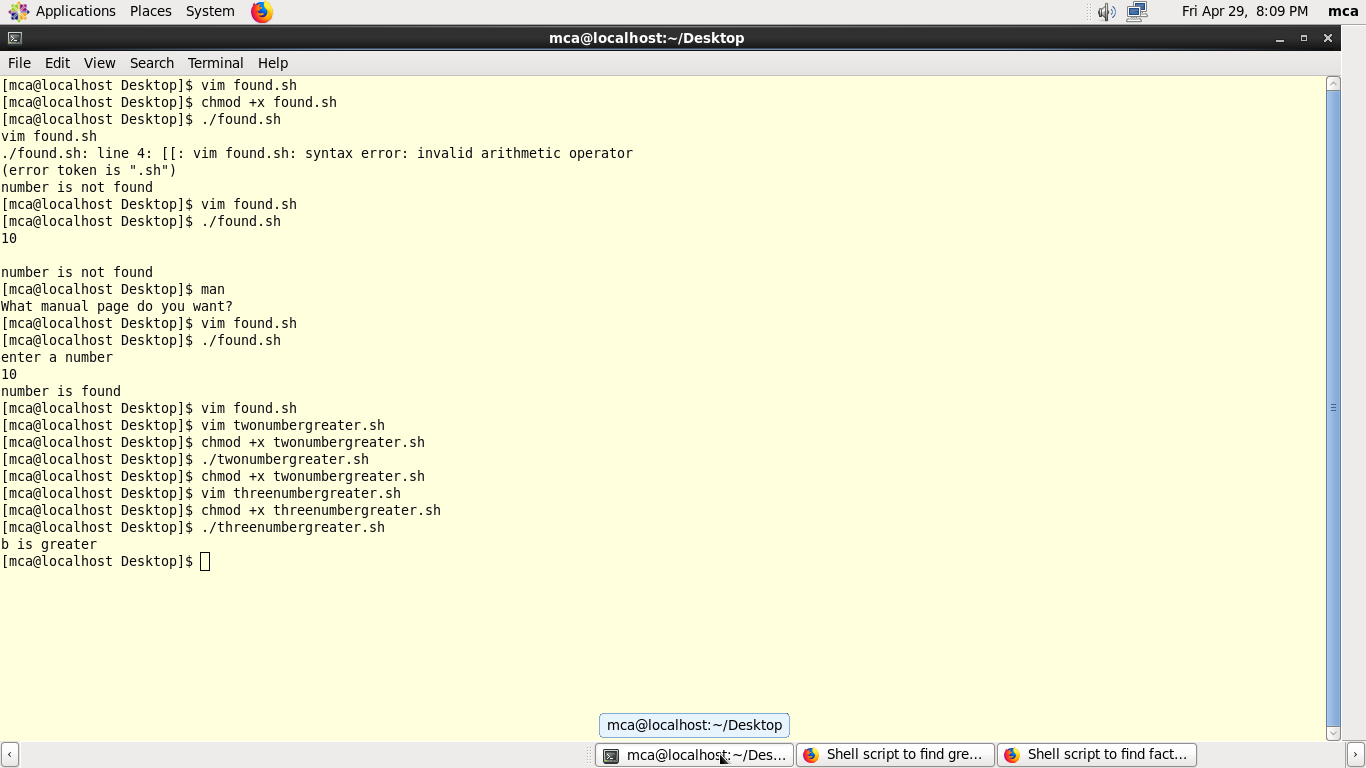 Applications Places System Fri Apr 29, 8:09 PM mca
mca@localhost:~/Desktop
File Edit View Search Terminal Help
[mca@localhost Desktop]$ vim found.sh
[mca@localhost Desktop]$ chmod +x found.sh
[mca@localhost Desktop]$ ./found.sh
vim found.sh
./found.sh: line 4: [[: vim found.sh: syntax error: invalid arithmetic operator
(error token is ".sh")
number is not found
[mca@localhost Desktop]$ vim found.sh
[mca@localhost Desktop]$ ./found.sh
10
number is not found
[mca@localhost Desktop]$ man
What manual page do you want?
[mca@localhost Desktop]$ vim found.sh
[mca@localhost Desktop]$ ./found.sh
enter a number
10
number is found
[mca@localhost Desktop]$ vim found.sh
[mca@localhost Desktop]$ vim twonumbergreater.sh
[mca@localhost Desktop]$ chmod +x twonumbergreater.sh
[mca@localhost Desktop]$ ./twonumbergreater.sh
[mca@localhost Desktop]$ chmod +x twonumbergreater.sh
[mca@localhost Desktop]$ vim threenumbergreater.sh
[mca@localhost Desktop]$ chmod +x threenumbergreater.sh
[mca@localhost Desktop]$ ./threenumbergreater.sh
b is greater
[mca@localhost Desktop]$
mca@localhost:~/Desktop
mca@localhost:~/Des... Shell script to find gre... Shell script to find fact...